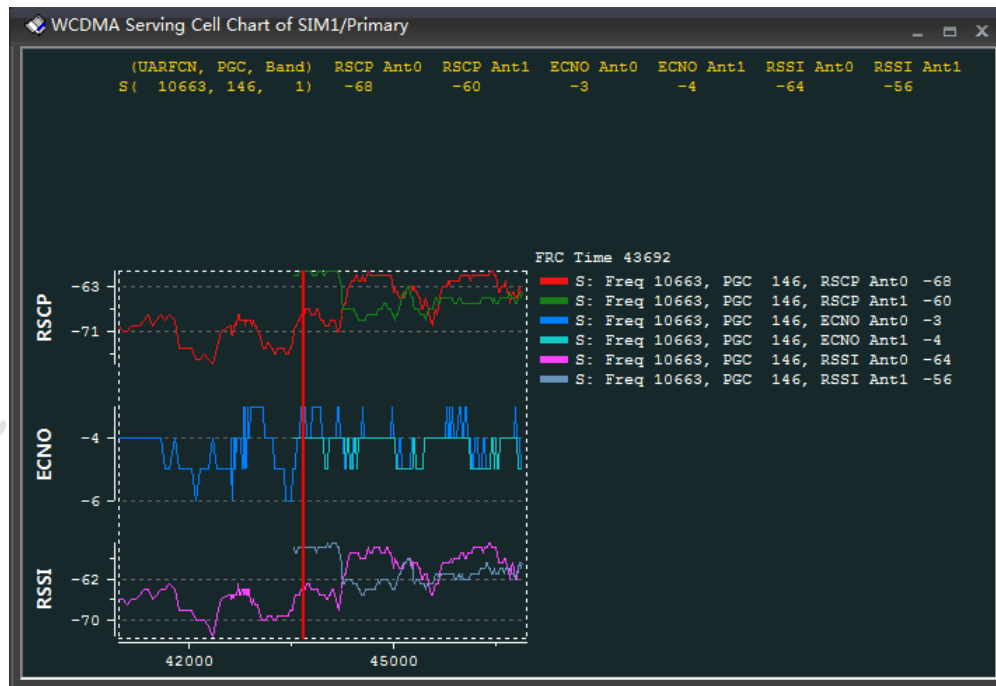 WCDMA Serving Cell Chart of SIM1/Primary
(UARFCN, PGC, Band) RSCP Ant0 RSCP Ant1 ECNO Ant0 ECNO Ant1 RSSI Ant0 RSSI Ant1
S( 10663, 146, 1) -68 -60 -3 -4 -64 -56
FRC Time 43692
S: Freq 10663, PGC 146, RSCP Ant0 -68
S: Freq 10663, PGC 146, RSCP Ant1 -60
S: Freq 10663, PGC 146, ECNO Ant0 -3
S: Freq 10663, PGC 146, ECNO Ant1 -4
S: Freq 10663, PGC 146, RSSI Ant0 -64
S: Freq 10663, PGC 146, RSSI Ant1 -56
RSCP
-63
-71
ECNO
-4
-6
RSSI
-62
-70
42000 45000